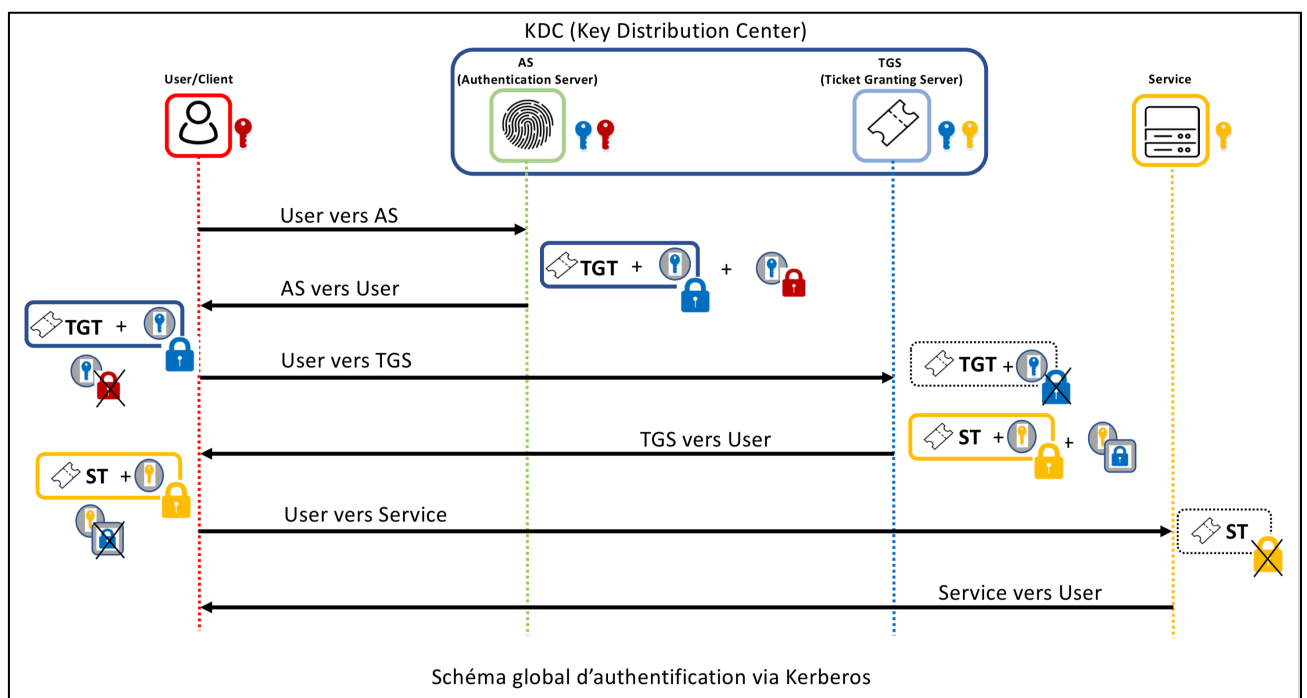 KDC (Key Distribution Center)
User/Client
AS
(Authentication Server)
TGS
(Ticket Granting Server)
Service
User vers AS
TGT + +
AS vers User
TGT +
User vers TGS
TGT +
TGS vers User
ST + +
ST +
User vers Service
ST
Service vers User
Schéma global d’authentification via Kerberos